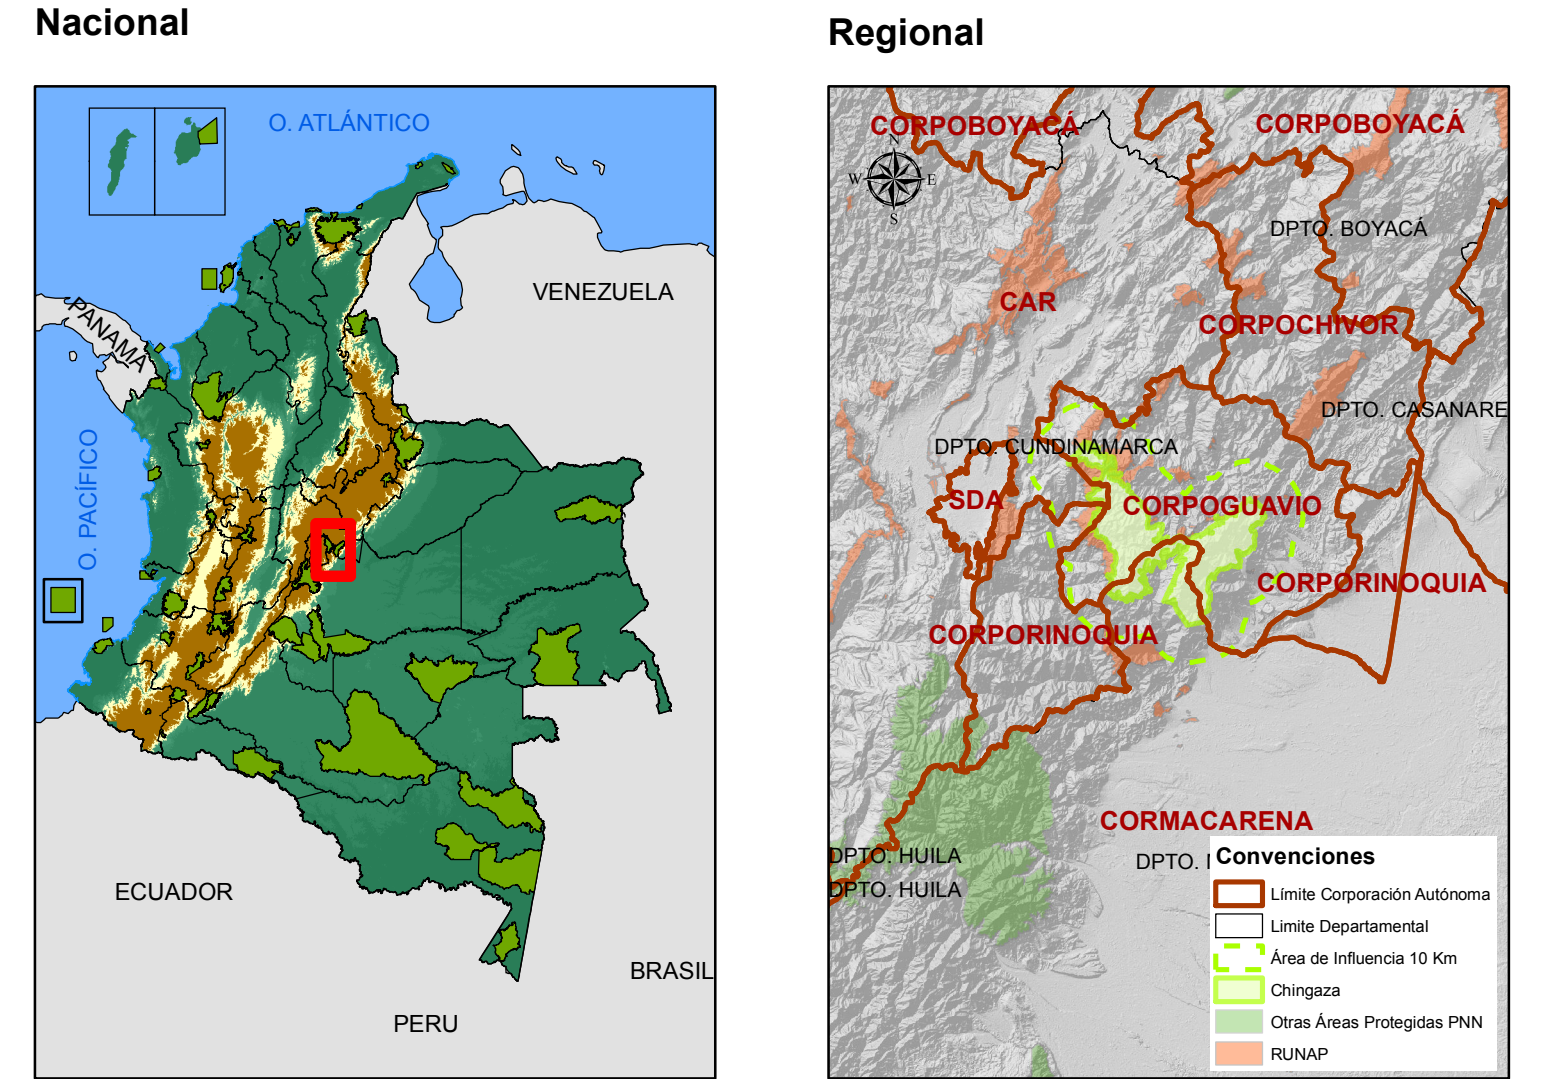 Nacional
O. ATLÁNTICO
VENEZUELA
PANAMA
O. PACÍFICO
ECUADOR
BRASIL
PERU
Regional
CORPOBOYACÁ
CORPOBOYACÁ
N
W
E
S
DPTO. BOYACÁ
CAR
CORPOCHIVOR
DPTO. CASANARE
DPTO. CUNDINAMARCA
SDA
CORPOGUAVIO
CORPORINOQUIA
CORPORINOQUIA
CORMACARENA
DPTO. HUILA
DPTO.
DPTO. HUILA
Convenciones
Límite Corporación Autónoma
Limite Departamental
Área de Influencia 10 Km
Chingaza
Otras Áreas Protegidas PNN
RUNAP